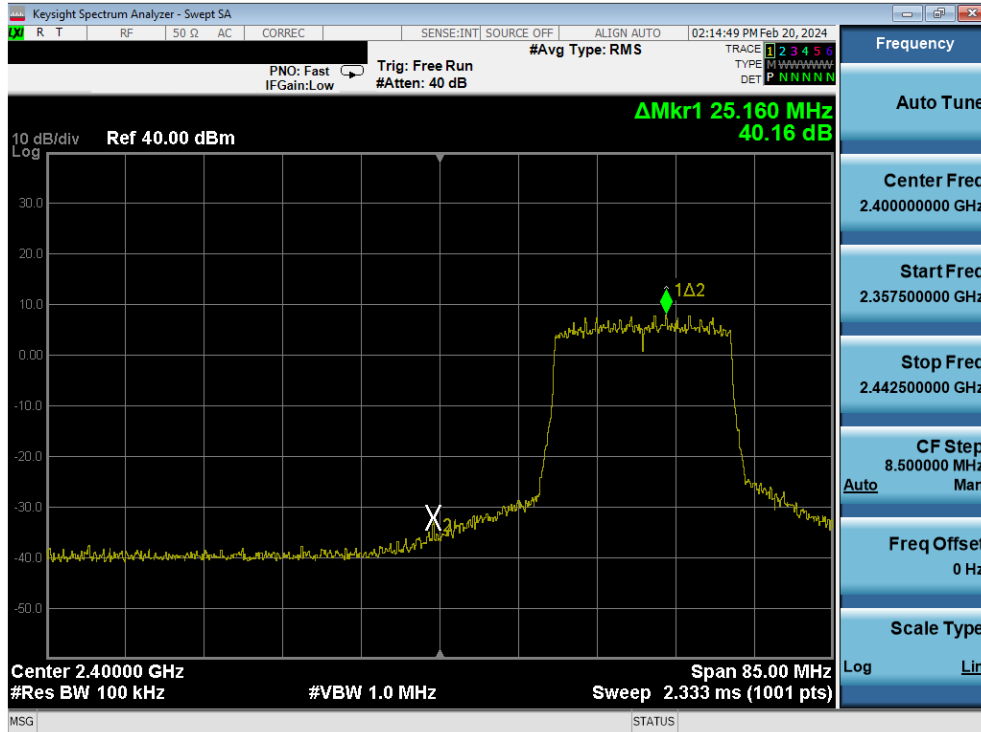 Keysight Spectrum Analyzer - Swept SA
LXI R T RF 50 Ω AC CORREC SENSE:INT SOURCE OFF ALIGN AUTO 02:14:49 PM Feb 20, 2024
#Avg Type: RMS
TRACE 1 2 3 4 5 6
TYPE M WWWWW
DET P N N N N N
PNO: Fast
IFGain:Low
Trig: Free Run
#Atten: 40 dB
ΔMkr1 25.160 MHz
40.16 dB
10 dB/div Ref 40.00 dBm
Log
30.0
20.0
10.0
0.00
-10.0
-20.0
-30.0
-40.0
-50.0
1Δ2
Center 2.40000 GHz Span 85.00 MHz
#Res BW 100 kHz #VBW 1.0 MHz Sweep 2.333 ms (1001 pts)
MSG STATUS
Frequency
Auto Tune
Center Freq
2.400000000 GHz
Start Freq
2.357500000 GHz
Stop Freq
2.442500000 GHz
CF Step
8.500000 MHz
Auto Man
Freq Offset
0 Hz
Scale Type
Log Lin